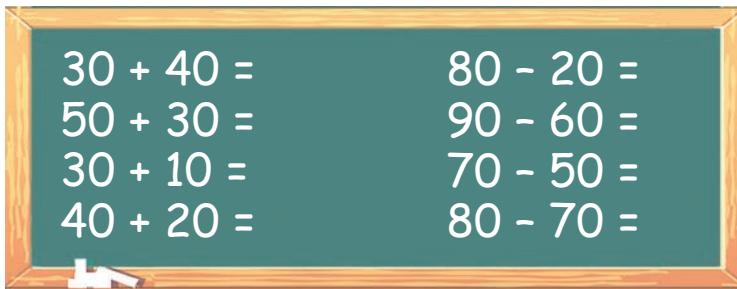 30 + 40 =
50 + 30 =
30 + 10 =
40 + 20 =
80 - 20 =
90 - 60 =
70 - 50 =
80 - 70 =